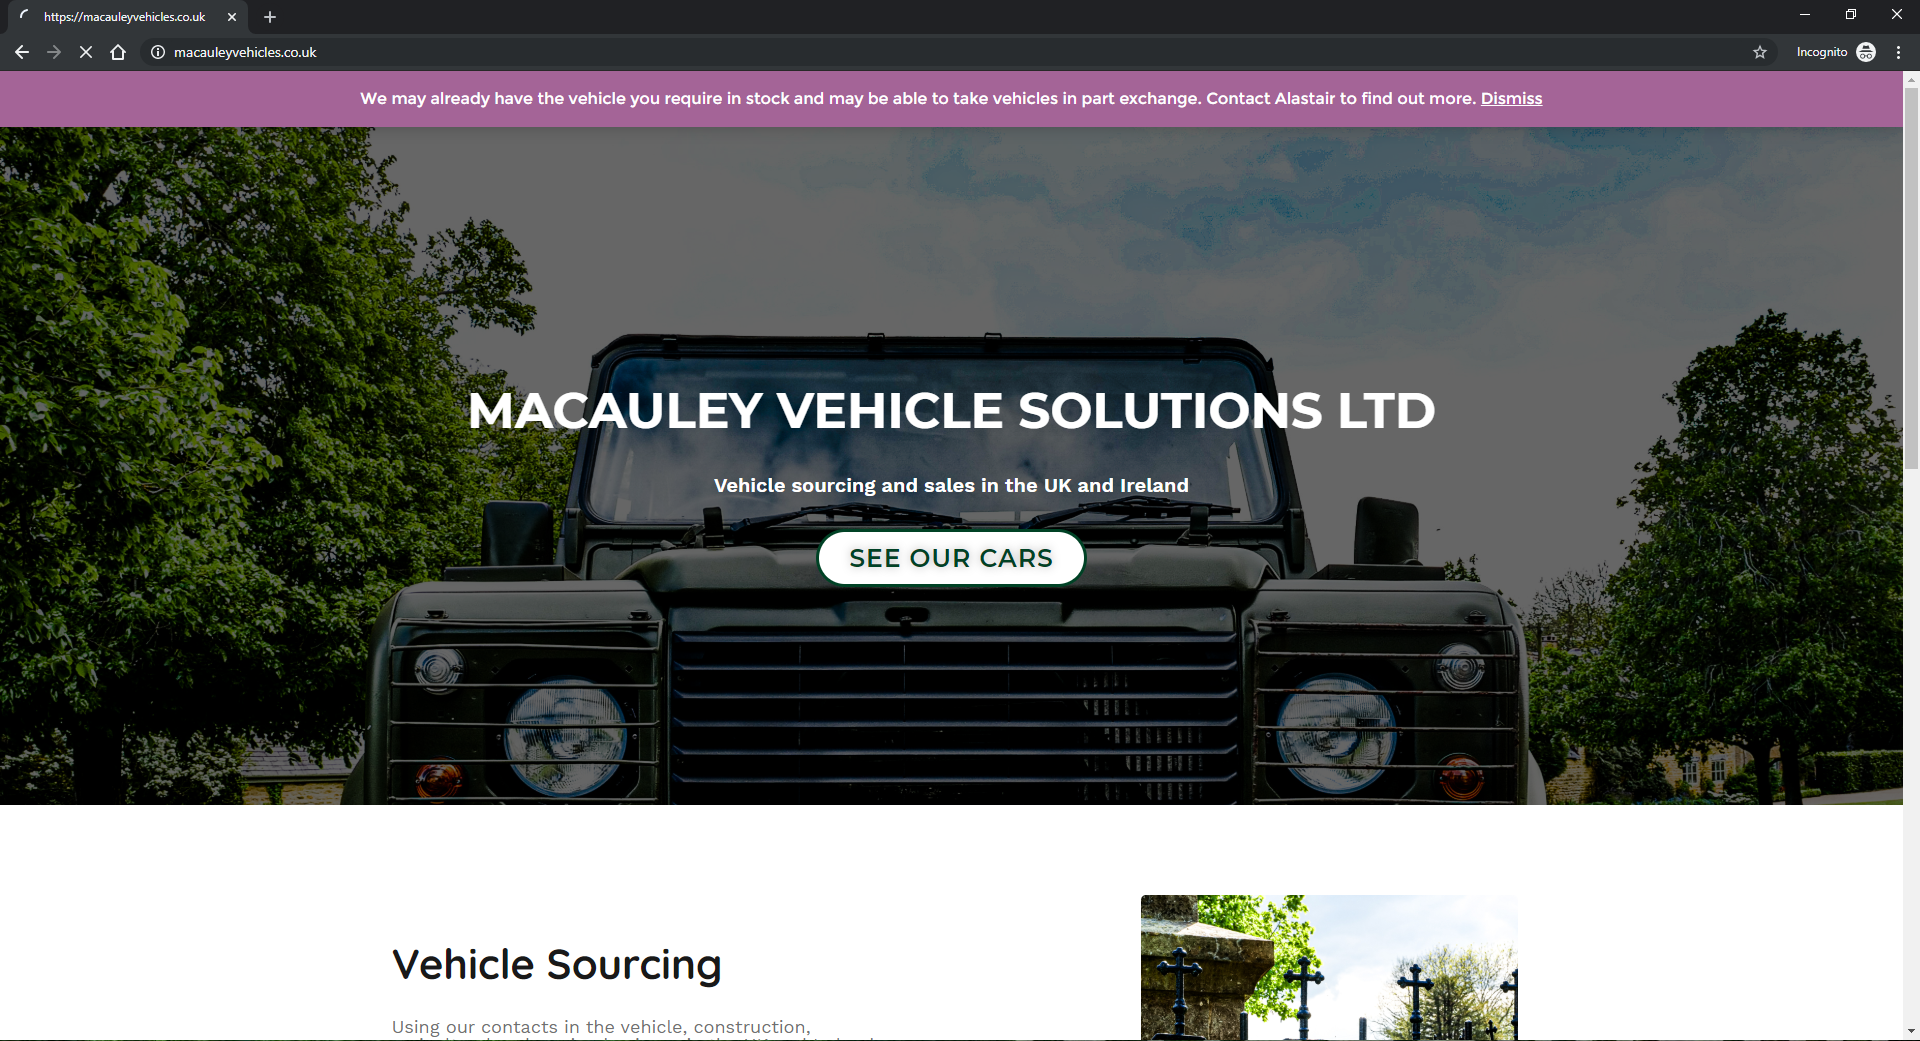 https://macauleyvehicles.co.uk
macauleyvehicles.co.uk
Incognito
We may already have the vehicle you require in stock and may be able to take vehicles in part exchange. Contact Alastair to find out more. Dismiss
MACAULEY VEHICLE SOLUTIONS LTD
Vehicle sourcing and sales in the UK and Ireland
SEE OUR CARS
Vehicle Sourcing
Using our contacts in the vehicle, construction,